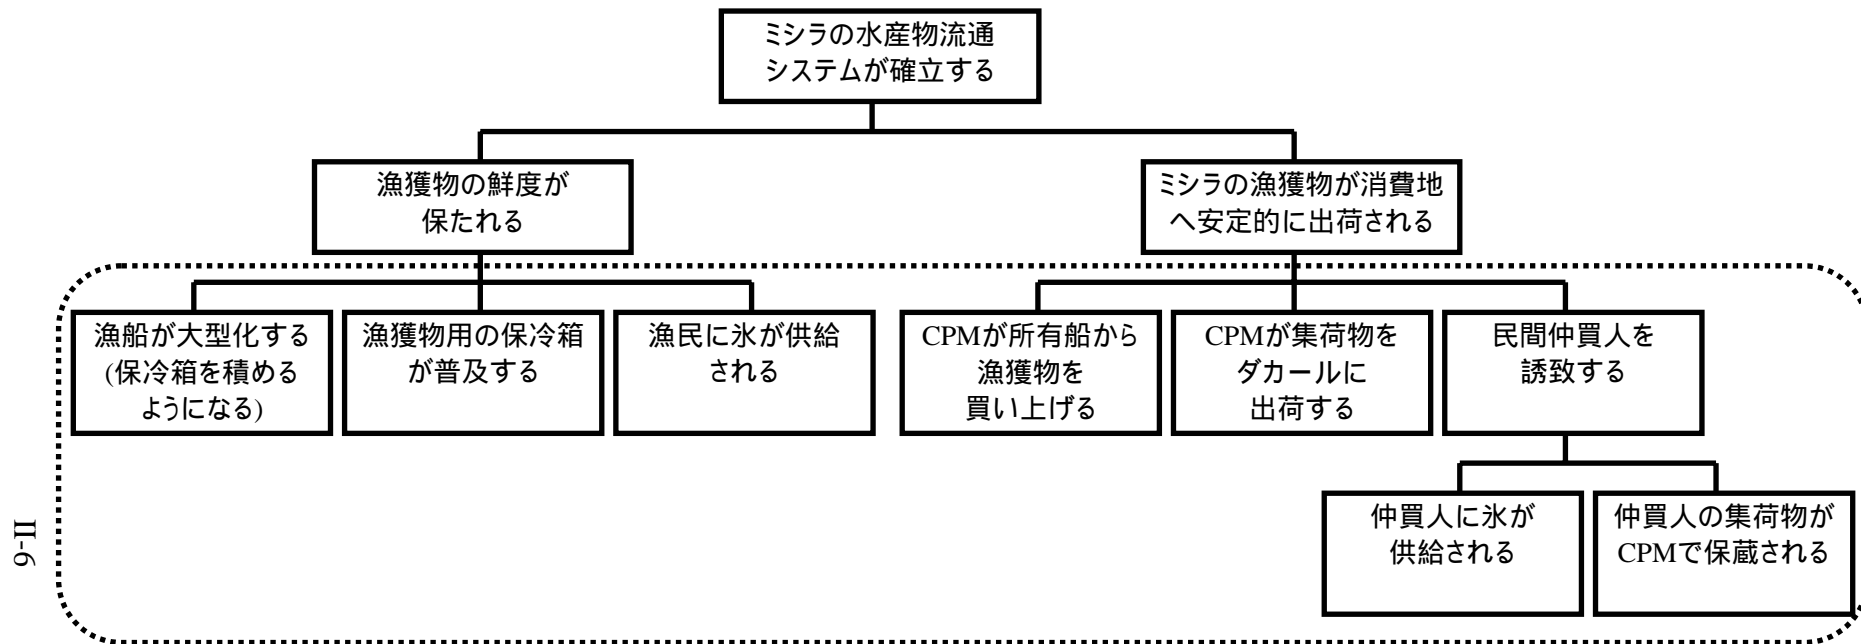 ミシラの水産物流通
システムが確立する
漁獲物の鮮度が
保たれる
ミシラの漁獲物が消費地
へ安定的に出荷される
漁船が大型化する
(保冷箱を積める
ようになる)
漁獲物用の保冷箱
が普及する
漁民に氷が供給
される
CPMが所有船から
漁獲物を
買い上げる
CPMが集荷物を
ダカールに
出荷する
民間仲買人を
誘致する
仲買人に氷が
供給される
仲買人の集荷物が
CPMで保蔵される
II-6